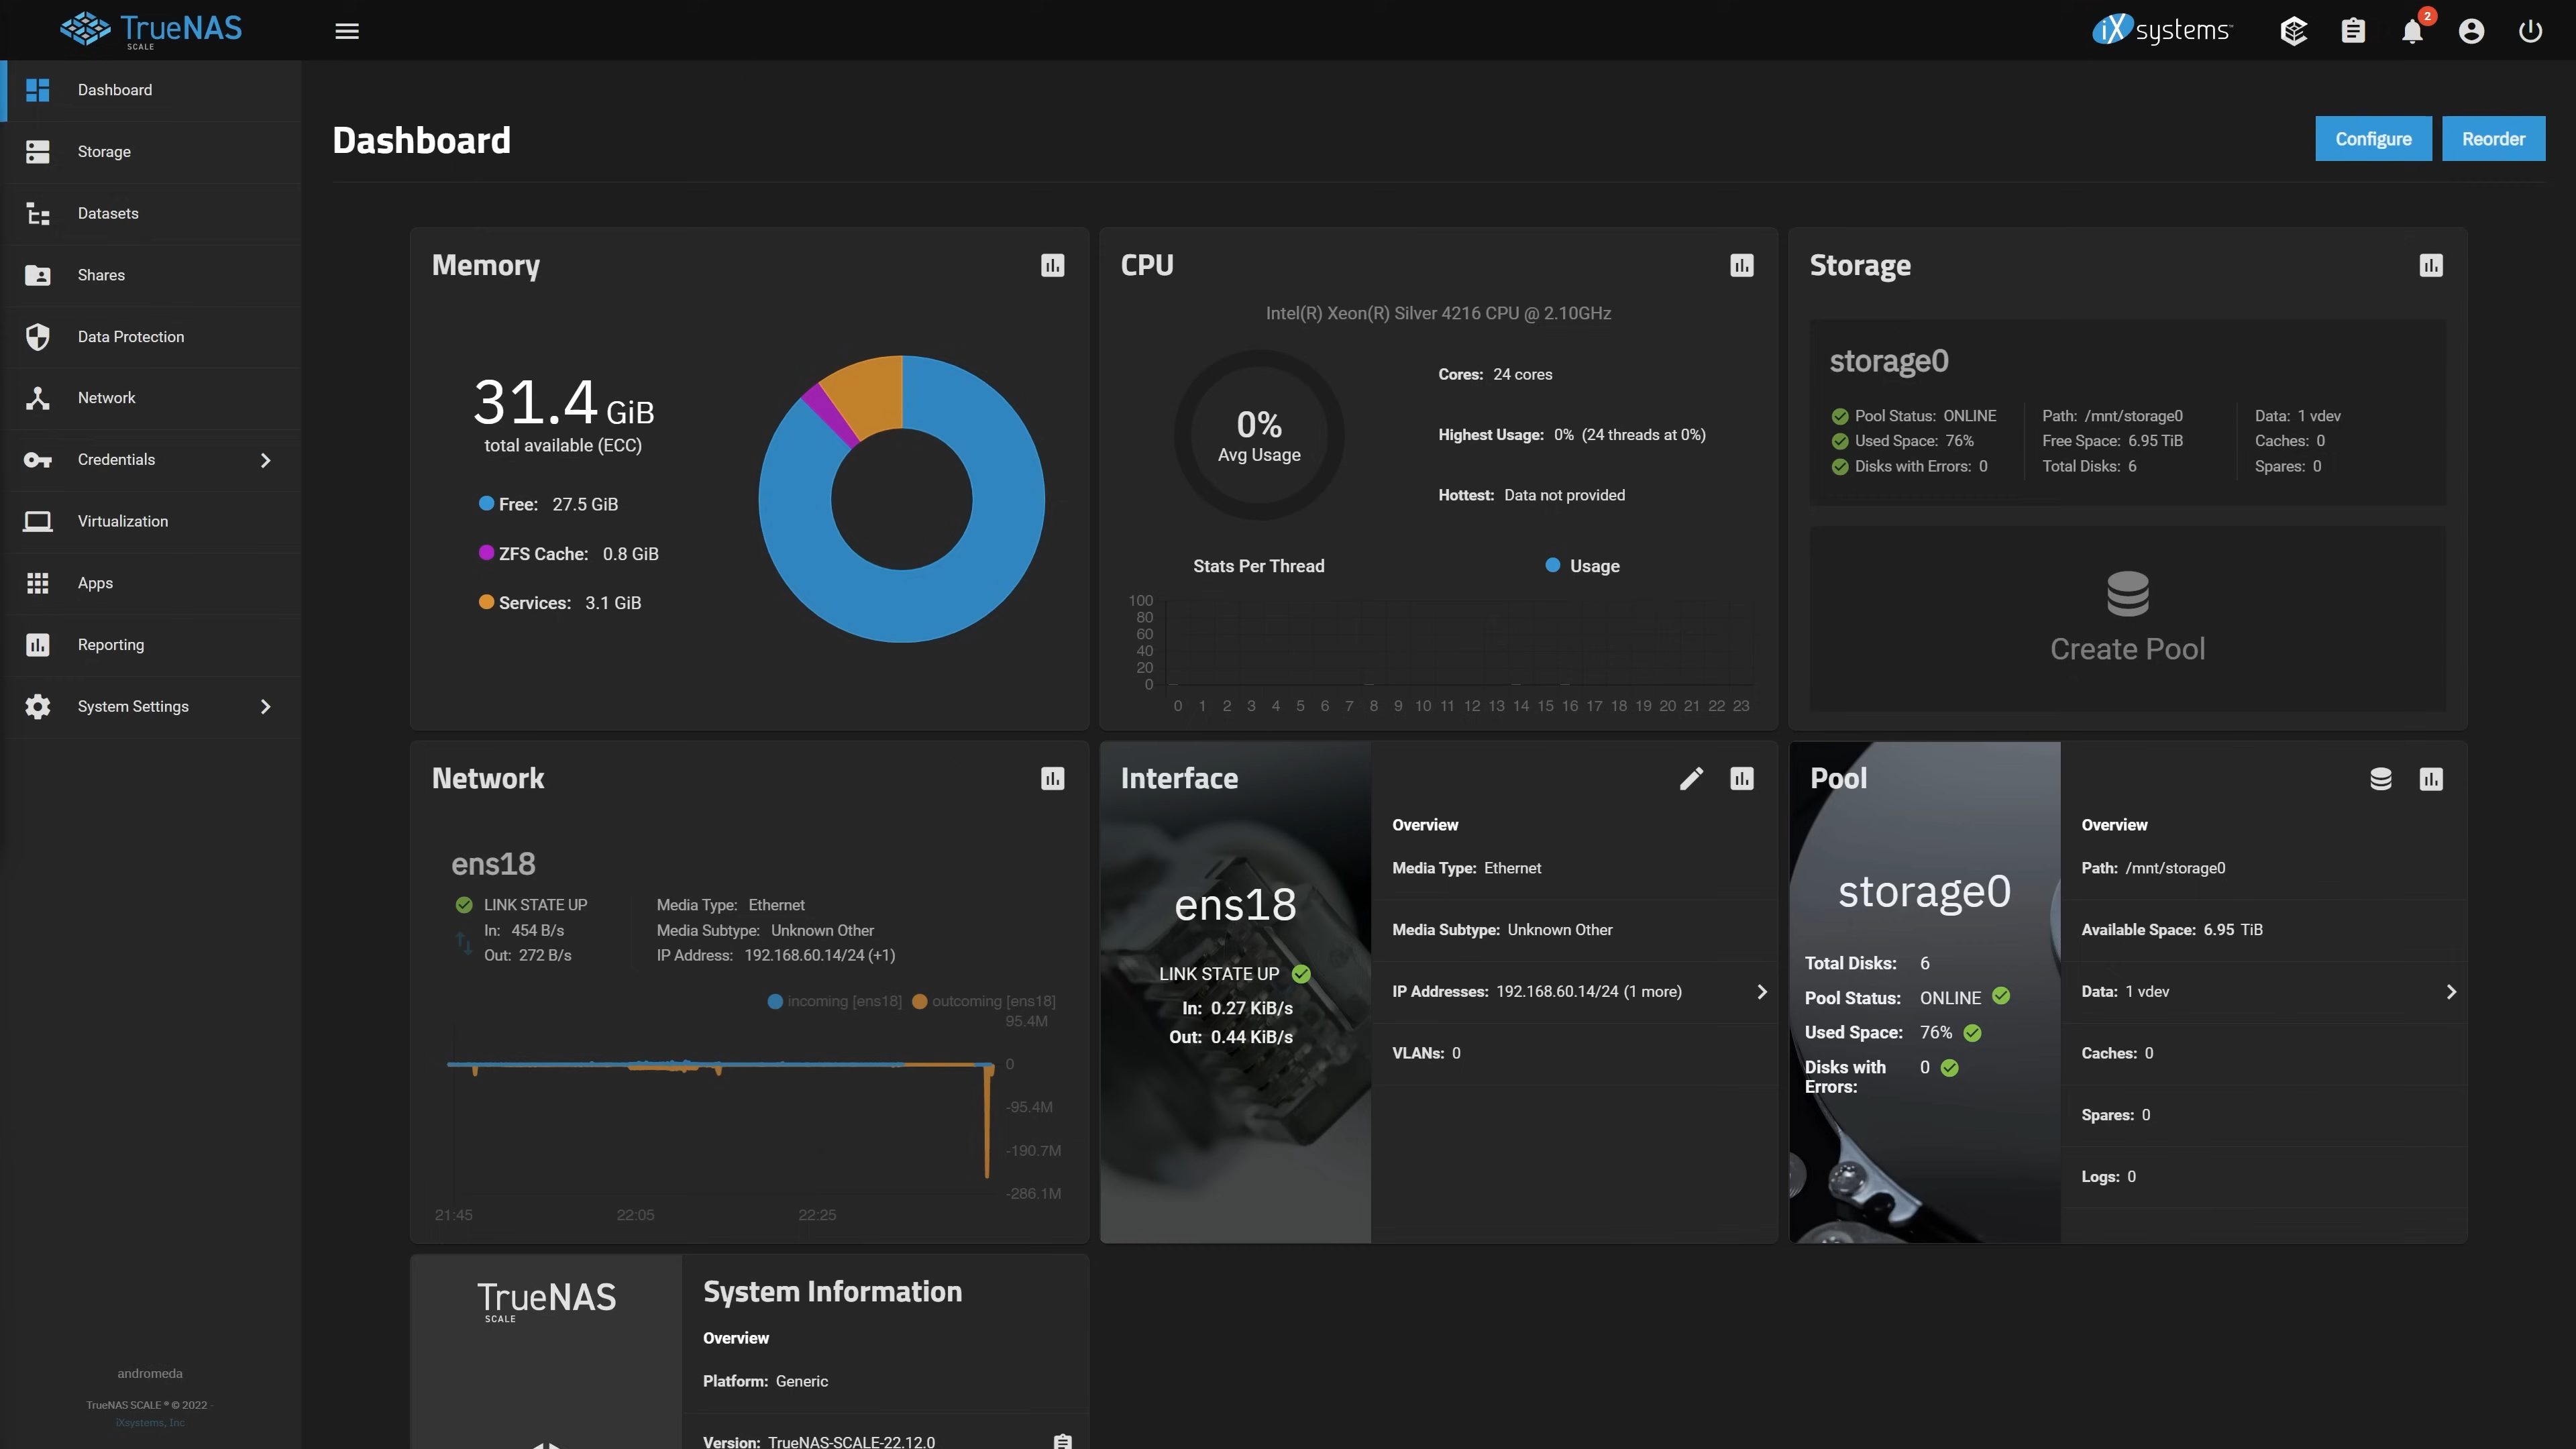 TrueNAS
SCALE
iXsystems™
2
Dashboard
Storage
Datasets
Shares
Data Protection
Network
Credentials
Virtualization
Apps
Reporting
System Settings
andromeda
TrueNAS SCALE ® © 2022 -
iXsystems, Inc
Dashboard
Configure
Reorder
Memory
31.4 GiB
total available (ECC)
Free: 27.5 GiB
ZFS Cache: 0.8 GiB
Services: 3.1 GiB
CPU
Intel(R) Xeon(R) Silver 4216 CPU @ 2.10GHz
0%
Avg Usage
Cores: 24 cores
Highest Usage: 0% (24 threads at 0%)
Hottest: Data not provided
Stats Per Thread
Usage
100
80
60
40
20
0
0 1 2 3 4 5 6 7 8 9 10 11 12 13 14 15 16 17 18 19 20 21 22 23
Storage
storage0
Pool Status: ONLINE
Used Space: 76%
Disks with Errors: 0
Path: /mnt/storage0
Free Space: 6.95 TiB
Total Disks: 6
Data: 1 vdev
Caches: 0
Spares: 0
Create Pool
Network
ens18
LINK STATE UP
In: 454 B/s
Out: 272 B/s
Media Type: Ethernet
Media Subtype: Unknown Other
IP Address: 192.168.60.14/24 (+1)
incoming [ens18] outcoming [ens18]
95.4M
0
-95.4M
-190.7M
-286.1M
21:45 22:05 22:25
Interface
ens18
LINK STATE UP
In: 0.27 KiB/s
Out: 0.44 KiB/s
Overview
Media Type: Ethernet
Media Subtype: Unknown Other
IP Addresses: 192.168.60.14/24 (1 more)
VLANs: 0
Pool
storage0
Total Disks: 6
Pool Status: ONLINE
Used Space: 76%
Disks with 0
Errors:
Overview
Path: /mnt/storage0
Available Space: 6.95 TiB
Data: 1 vdev
Caches: 0
Spares: 0
Logs: 0
TrueNAS
SCALE
System Information
Overview
Platform: Generic
Version: TrueNAS-SCALE-22.12.0